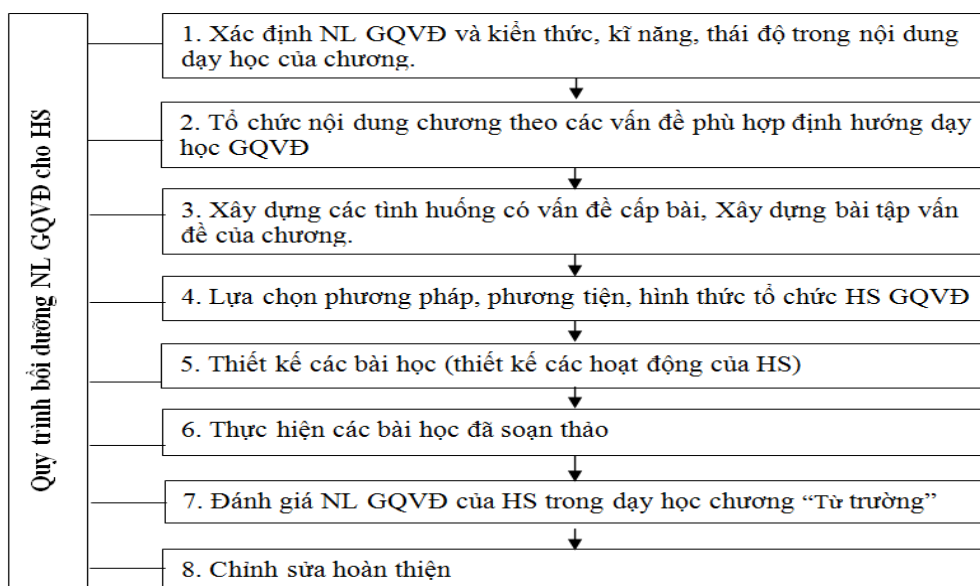 Quy trình bồi dưỡng NL GQVĐ cho HS
1. Xác định NL GQVĐ và kiến thức, kĩ năng, thái độ trong nội dung
dạy học của chương.
2. Tổ chức nội dung chương theo các vấn đề phù hợp định hướng dạy
học GQVĐ
3. Xây dựng các tình huống có vấn đề cấp bài, Xây dựng bài tập vấn
đề của chương.
4. Lựa chọn phương pháp, phương tiện, hình thức tổ chức HS GQVĐ
5. Thiết kế các bài học (thiết kế các hoạt động của HS)
6. Thực hiện các bài học đã soạn thảo
7. Đánh giá NL GQVĐ của HS trong dạy học chương “Từ trường”
8. Chỉnh sửa hoàn thiện